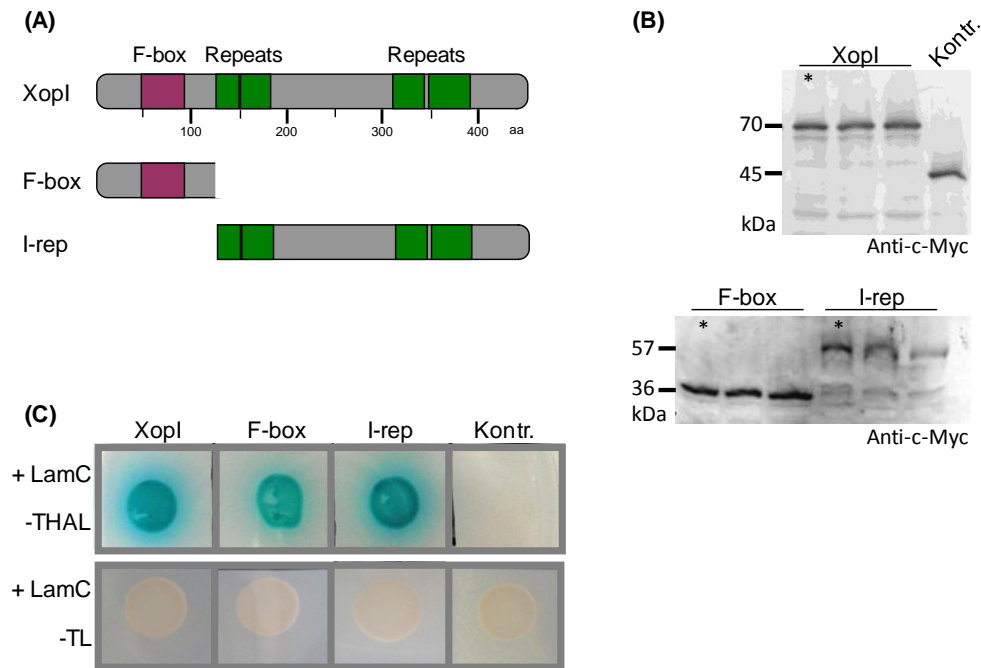 (A)
F-box Repeats Repeats
XopI
100 200 300 400 aa
F-box
I-rep
(B)
XopI Kontr.
*
70
45
kDa
Anti-c-Myc
F-box I-rep
* *
57
36
kDa
Anti-c-Myc
(C)
XopI F-box I-rep Kontr.
+ LamC
-THAL
+ LamC
-TL